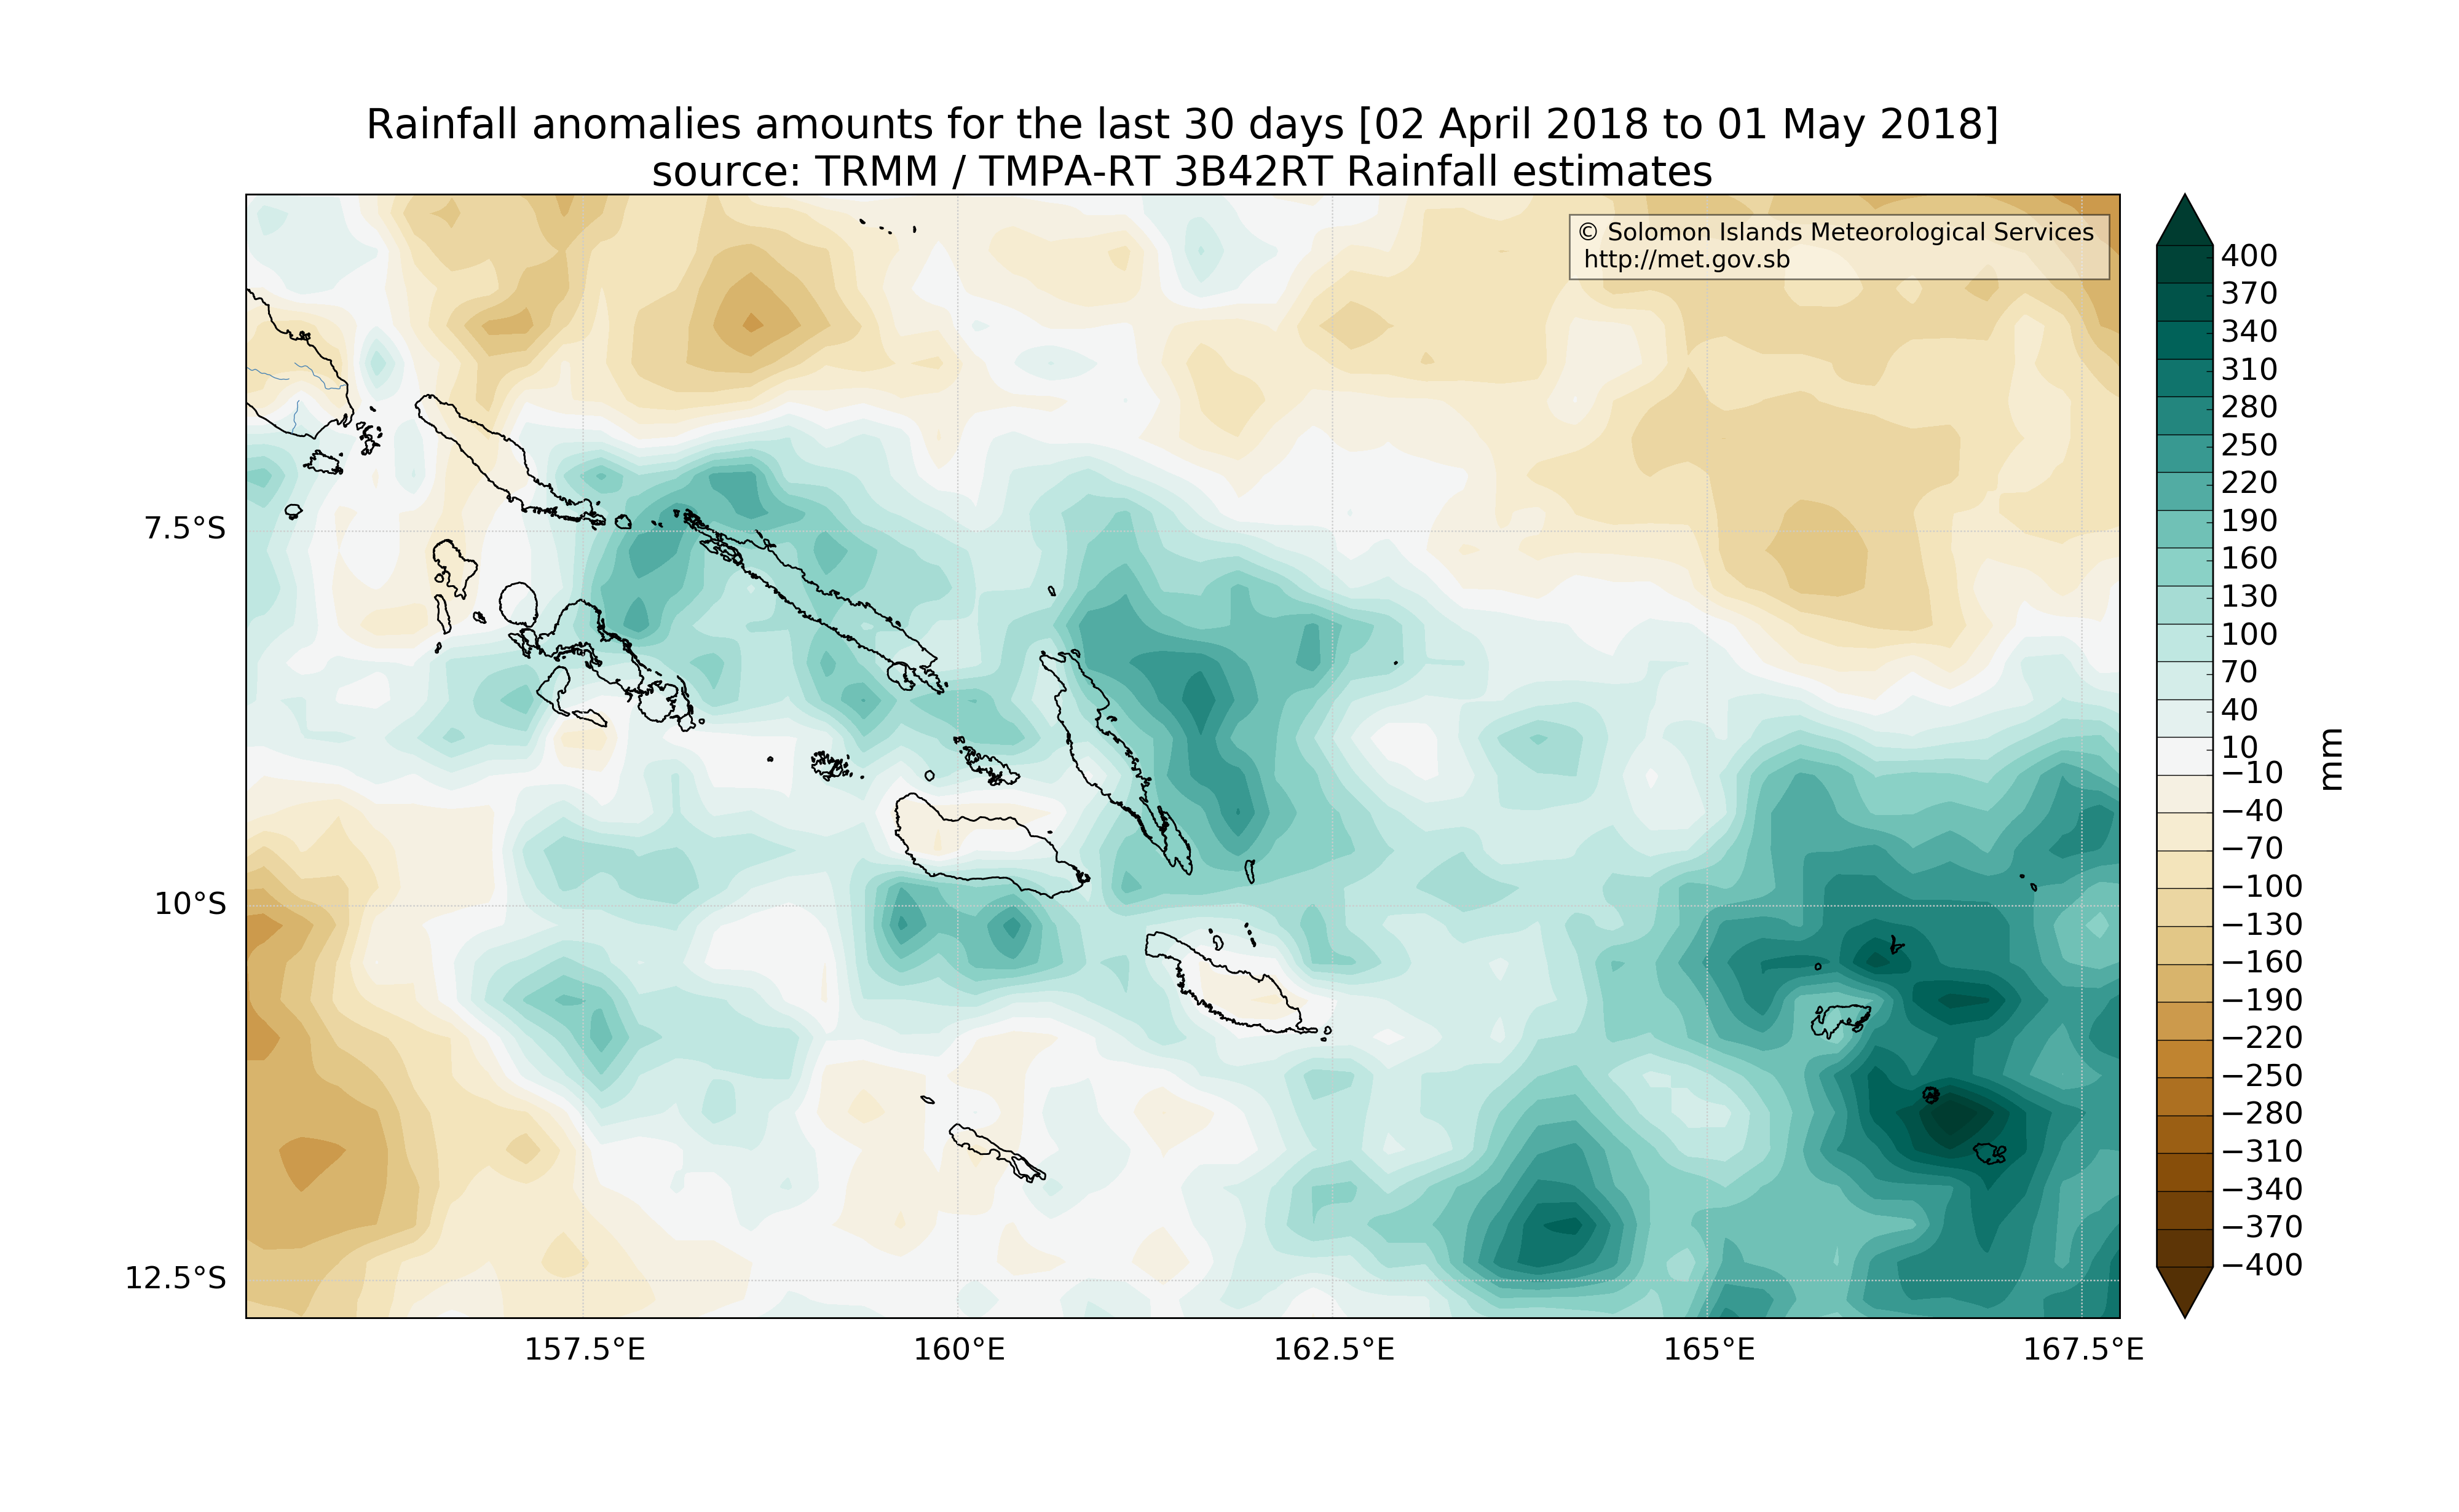 Rainfall anomalies amounts for the last 30 days [02 April 2018 to 01 May 2018]
source: TRMM / TMPA-RT 3B42RT Rainfall estimates
© Solomon Islands Meteorological Services
http://met.gov.sb
7.5°S
10°S
12.5°S
157.5°E
160°E
162.5°E
165°E
167.5°E
400
370
340
310
280
250
220
190
160
130
100
70
40
10
−10
−40
−70
−100
−130
−160
−190
−220
−250
−280
−310
−340
−370
−400
mm